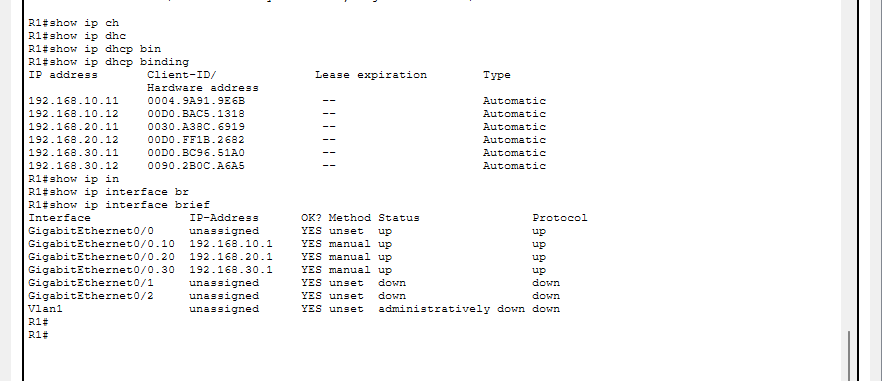 R1#show ip ch
R1#show ip dhc
R1#show ip dhcp bin
R1#show ip dhcp binding
IP address       Client-ID/              Lease expiration        Type
                 Hardware address
192.168.10.11    0004.9A91.9E6B           --                     Automatic
192.168.10.12    00D0.BAC5.1318           --                     Automatic
192.168.20.11    0030.A38C.6919           --                     Automatic
192.168.20.12    00D0.FF1B.2682           --                     Automatic
192.168.30.11    00D0.BC96.51A0           --                     Automatic
192.168.30.12    0090.2B0C.A6A5           --                     Automatic
R1#show ip in
R1#show ip interface br
R1#show ip interface brief
Interface              IP-Address      OK? Method Status                Protocol
GigabitEthernet0/0     unassigned      YES unset  up                    up
GigabitEthernet0/0.10  192.168.10.1    YES manual up                    up
GigabitEthernet0/0.20  192.168.20.1    YES manual up                    up
GigabitEthernet0/0.30  192.168.30.1    YES manual up                    up
GigabitEthernet0/1     unassigned      YES unset  down                  down
GigabitEthernet0/2     unassigned      YES unset  down                  down
Vlan1                  unassigned      YES unset  administratively down down
R1#
R1#